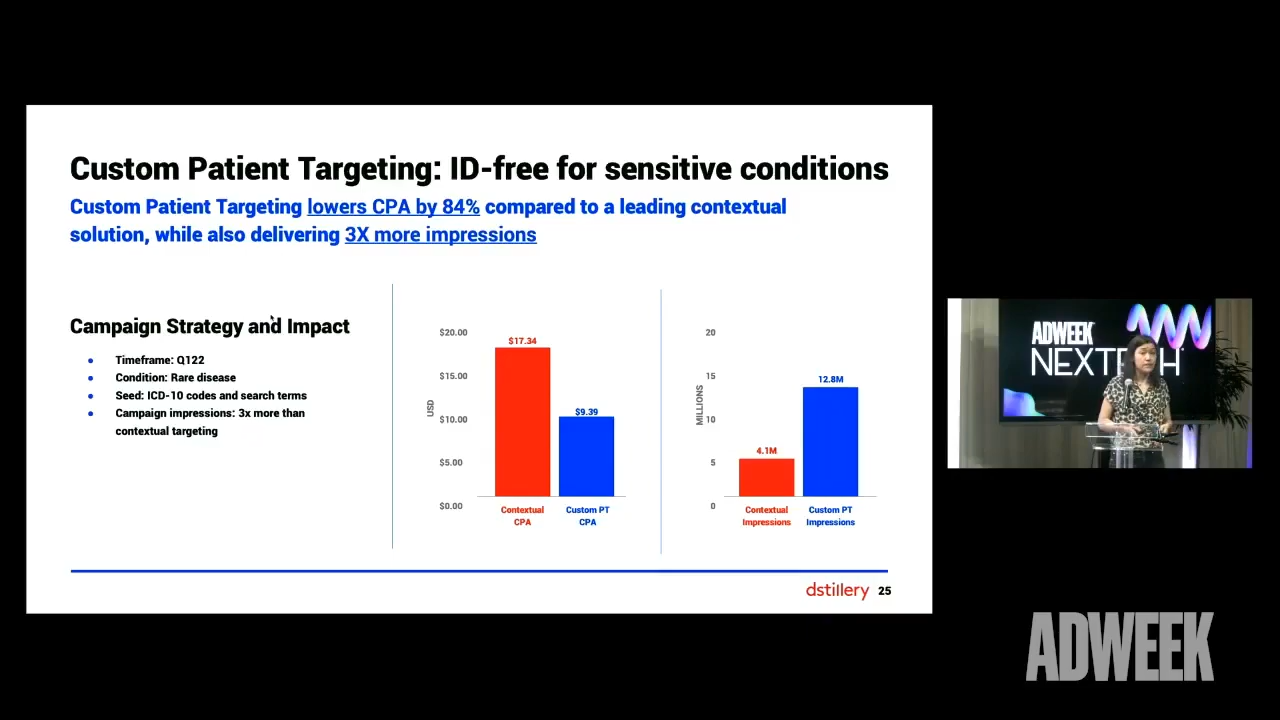 Custom Patient Targeting: ID-free for sensitive conditions
Custom Patient Targeting lowers CPA by 84% compared to a leading contextual
solution, while also delivering 3X more impressions
Campaign Strategy and Impact
Timeframe: Q122
Condition: Rare disease
Seed: ICD-10 codes and search terms
Campaign impressions: 3x more than
contextual targeting
USD
$20.00
$15.00
$10.00
$5.00
$0.00
$17.34
$9.39
Contextual
CPA
Custom PT
CPA
MILLIONS
20
15
10
5
0
4.1M
12.8M
Contextual
Impressions
Custom PT
Impressions
dstillery 25
ADWEEK
NEXTECH
ADWEEK